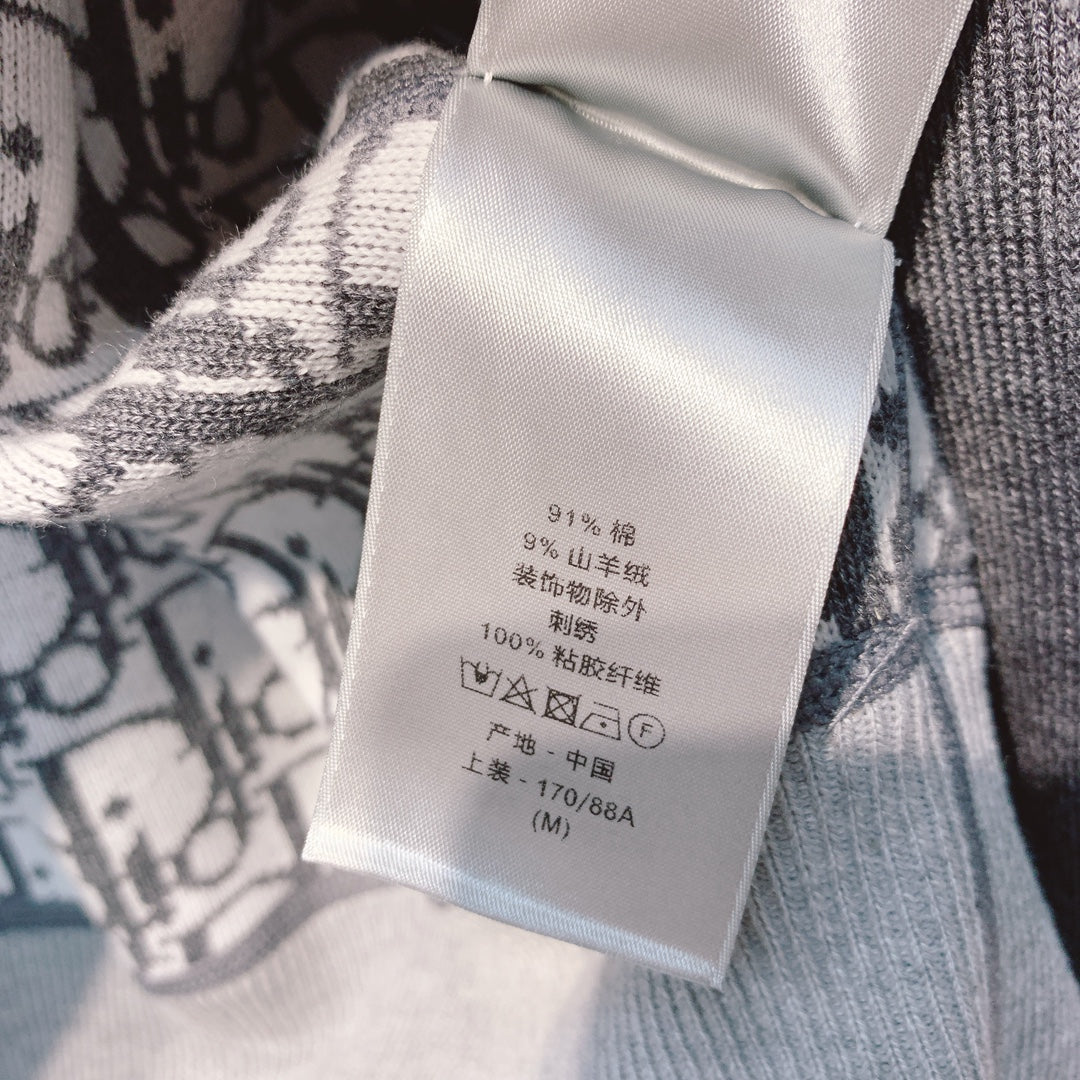 91% 棉
9% 山羊绒
装饰物除外
刺绣
100% 粘胶纤维
F
产地 - 中国
上装 - 170/88A
(M)